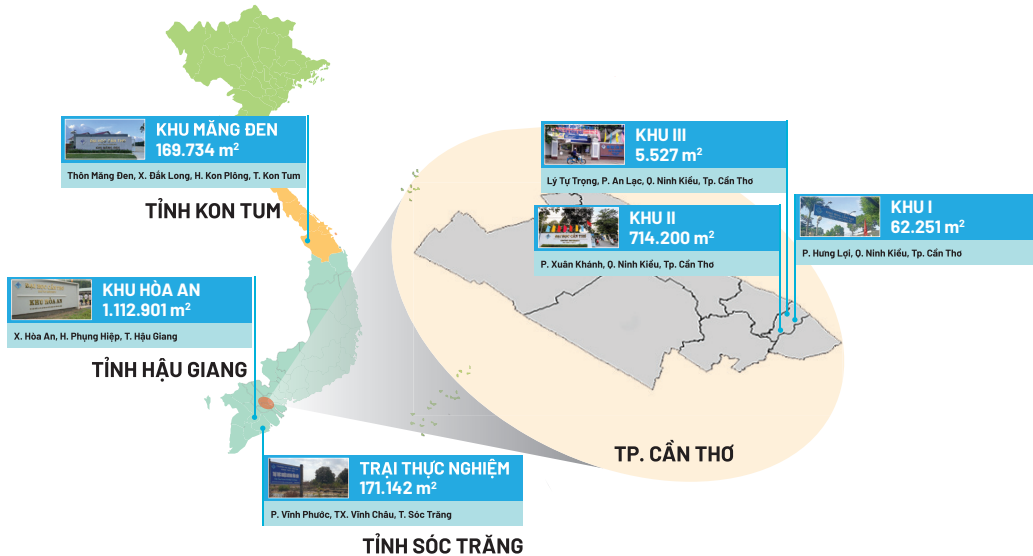 KHU MĂNG ĐEN
169.734 m²
Thôn Măng Đen, X. Đắk Long, H. Kon Plông, T. Kon Tum
TỈNH KON TUM
KHU III
5.527 m²
Lý Tự Trọng, P. An Lạc, Q. Ninh Kiều, Tp. Cần Thơ
KHU II
714.200 m²
P. Xuân Khánh, Q. Ninh Kiều, Tp. Cần Thơ
KHU I
62.251 m²
P. Hưng Lợi, Q. Ninh Kiều, Tp. Cần Thơ
KHU HÒA AN
KHU HÒA AN
1.112.901 m²
X. Hòa An, H. Phụng Hiệp, T. Hậu Giang
TỈNH HẬU GIANG
TP. CẦN THƠ
TRẠI THỰC NGHIỆM
171.142 m²
P. Vĩnh Phước, TX. Vĩnh Châu, T. Sóc Trăng
TỈNH SÓC TRĂNG